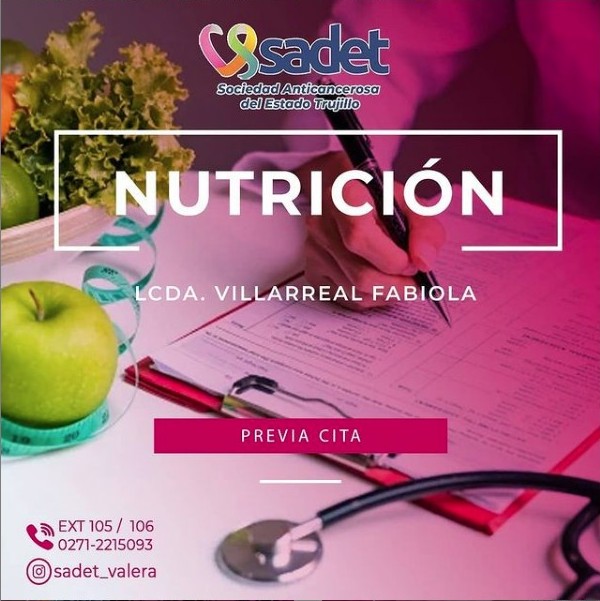 sadet
Sociedad Anticancerosa
del Estado Trujillo
NUTRICIÓN
LCDA. VILLARREAL FABIOLA
PREVIA CITA
EXT 105 / 106
0271-2215093
sadet_valera